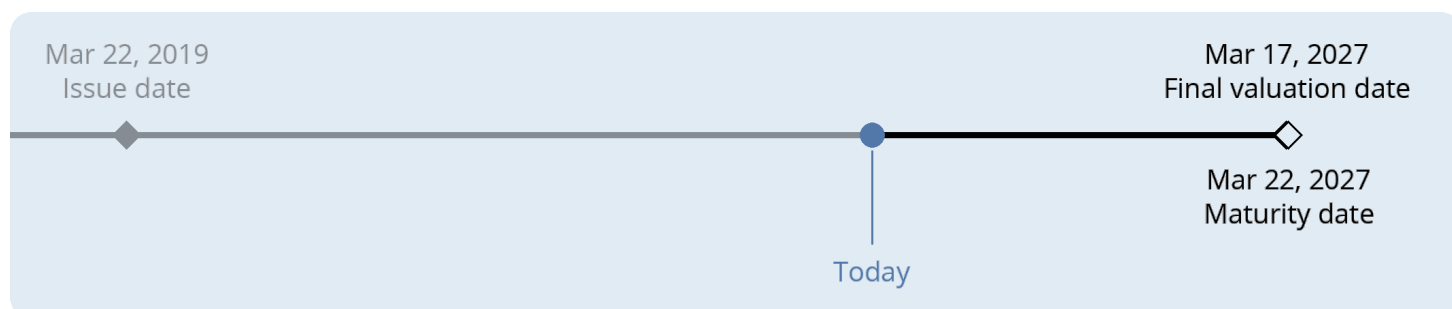 Mar 22, 2019
Issue date
Mar 17, 2027
Final valuation date
Mar 22, 2027
Maturity date
Today